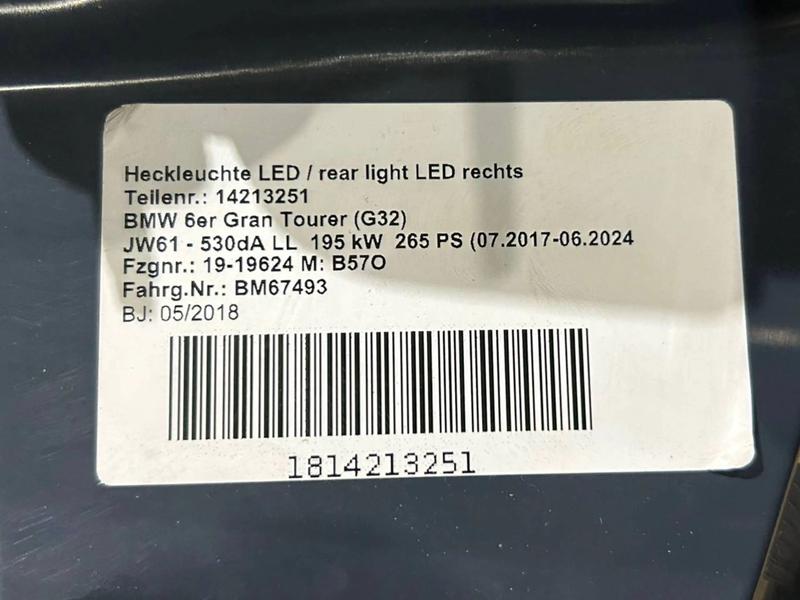 Heckleuchte LED / rear light LED rechts
Teilenr.: 14213251
BMW 6er Gran Tourer (G32)
JW61 - 530dA LL 195 kW 265 PS (07.2017-06.2024
Fzgnr.: 19-19624 M: B57O
Fahrg.Nr.: BM67493
BJ: 05/2018
1814213251